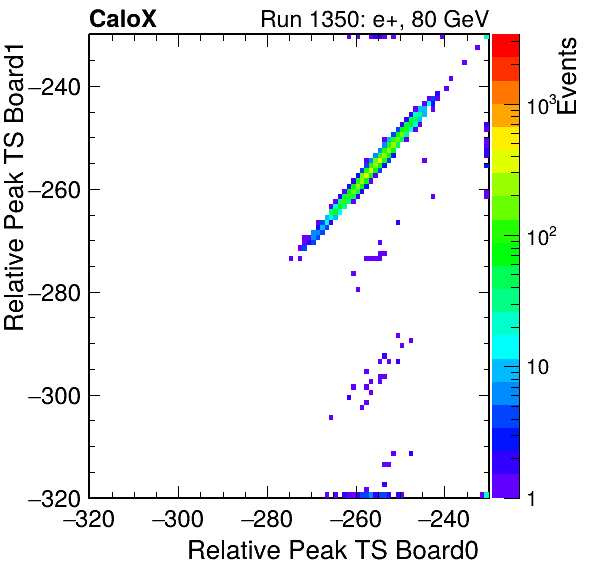 CaloX Run 1350: e+, 80 GeV
Relative Peak TS Board1
−240
−260
−280
−300
−320
−320 −300 −280 −260 −240
Relative Peak TS Board0
Events
10³
10²
10
1